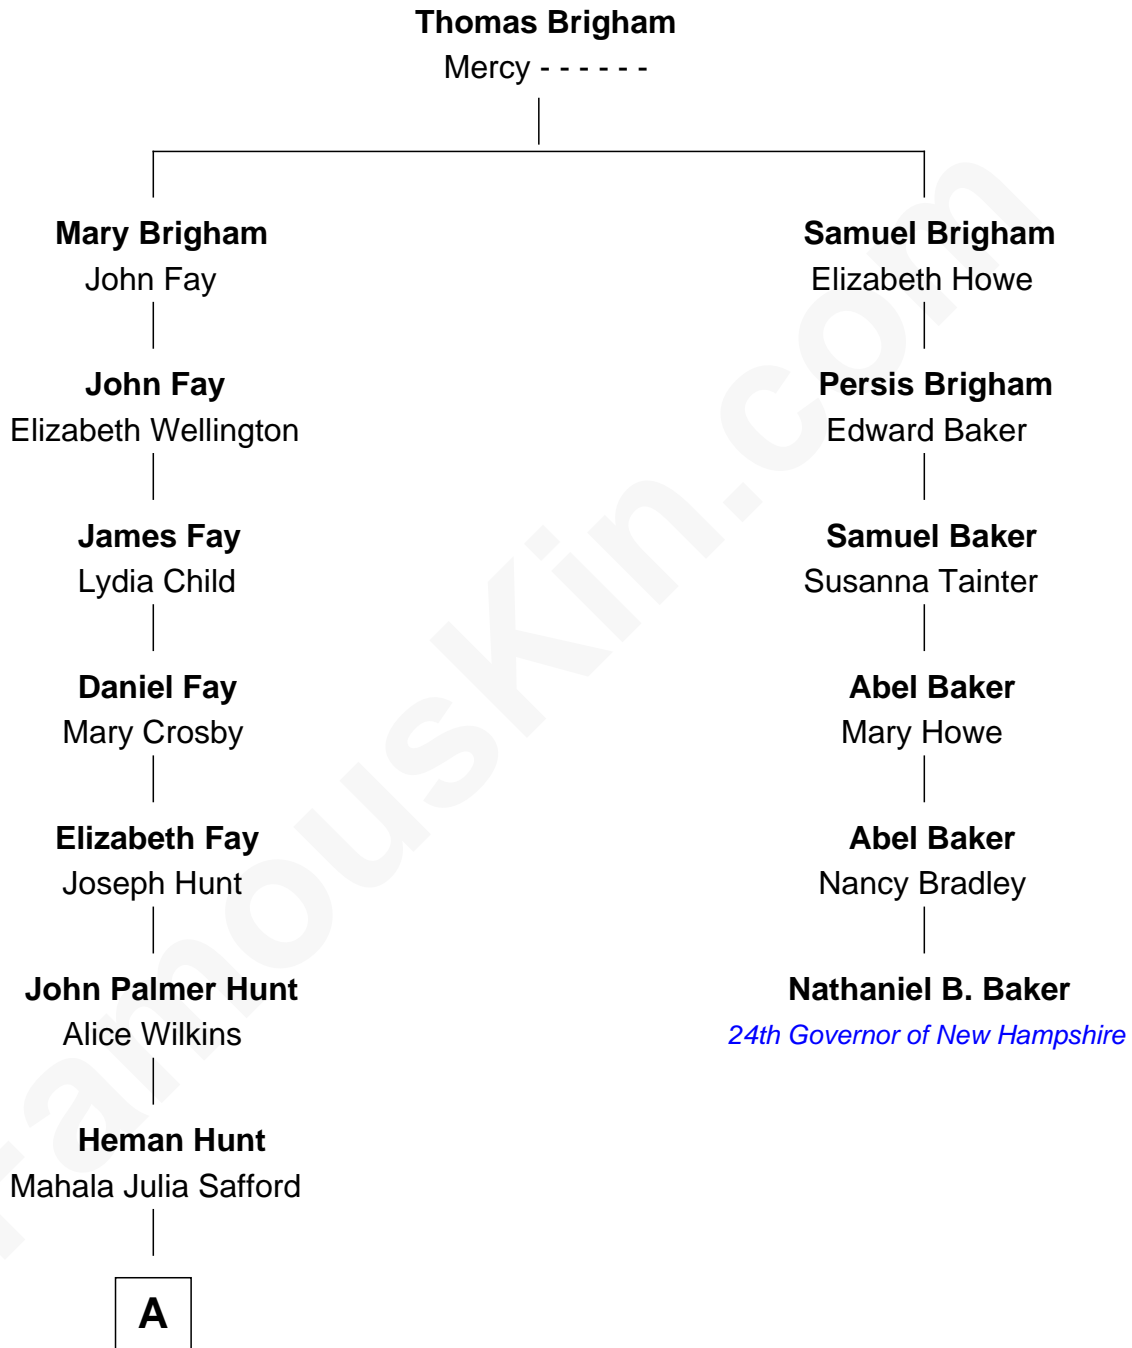 Thomas Brigham
Mercy - - - - - -
Mary Brigham
John Fay
Samuel Brigham
Elizabeth Howe
John Fay
Elizabeth Wellington
Persis Brigham
Edward Baker
James Fay
Lydia Child
Samuel Baker
Susanna Tainter
Daniel Fay
Mary Crosby
Abel Baker
Mary Howe
Elizabeth Fay
Joseph Hunt
Abel Baker
Nancy Bradley
John Palmer Hunt
Alice Wilkins
Nathaniel B. Baker
24th Governor of New Hampshire
Heman Hunt
Mahala Julia Safford
A
FamousKin.com